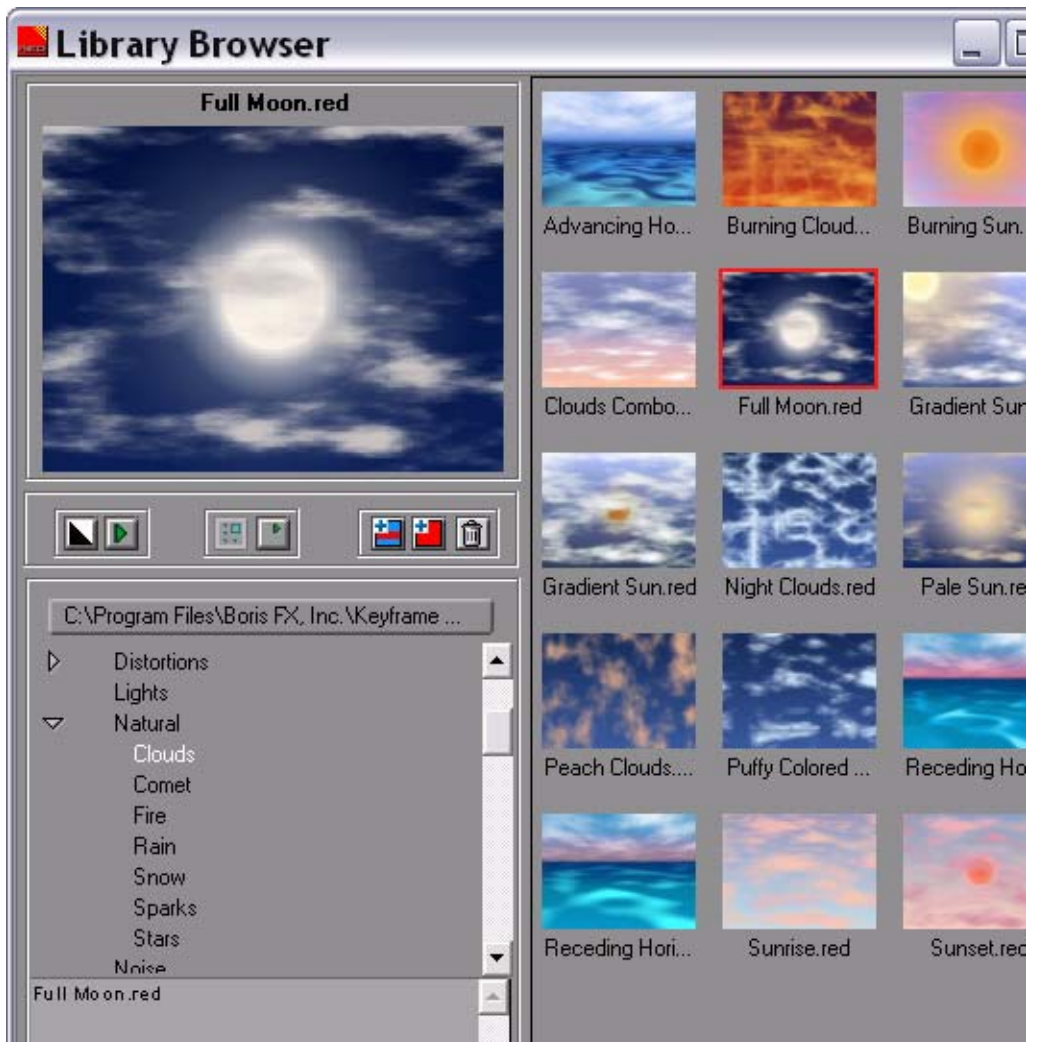 Library Browser
Full Moon.red
C:\Program Files\Boris FX, Inc.\Keyframe ...
Distortions
Lights
Natural
Clouds
Comet
Fire
Rain
Snow
Sparks
Stars
Noise
Full Moon.red
Advancing Ho... Burning Cloud... Burning Sun.
Clouds Combo... Full Moon.red Gradient Sun
Gradient Sun.red Night Clouds.red Pale Sun.re
Peach Clouds.... Puffy Colored ... Receding Ho
Receding Hori... Sunrise.red Sunset.red